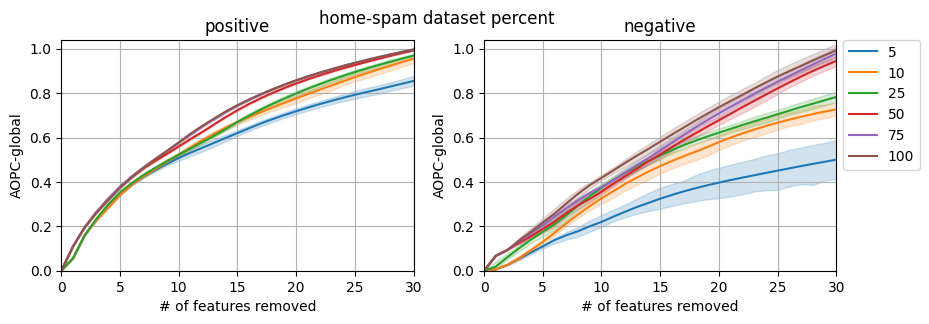 home-spam dataset percent
positive
AOPC-global
1.0
0.8
0.6
0.4
0.2
0.0
0 5 10 15 20 25 30
# of features removed
negative
AOPC-global
1.0
0.8
0.6
0.4
0.2
0.0
0 5 10 15 20 25 30
# of features removed
5
10
25
50
75
100